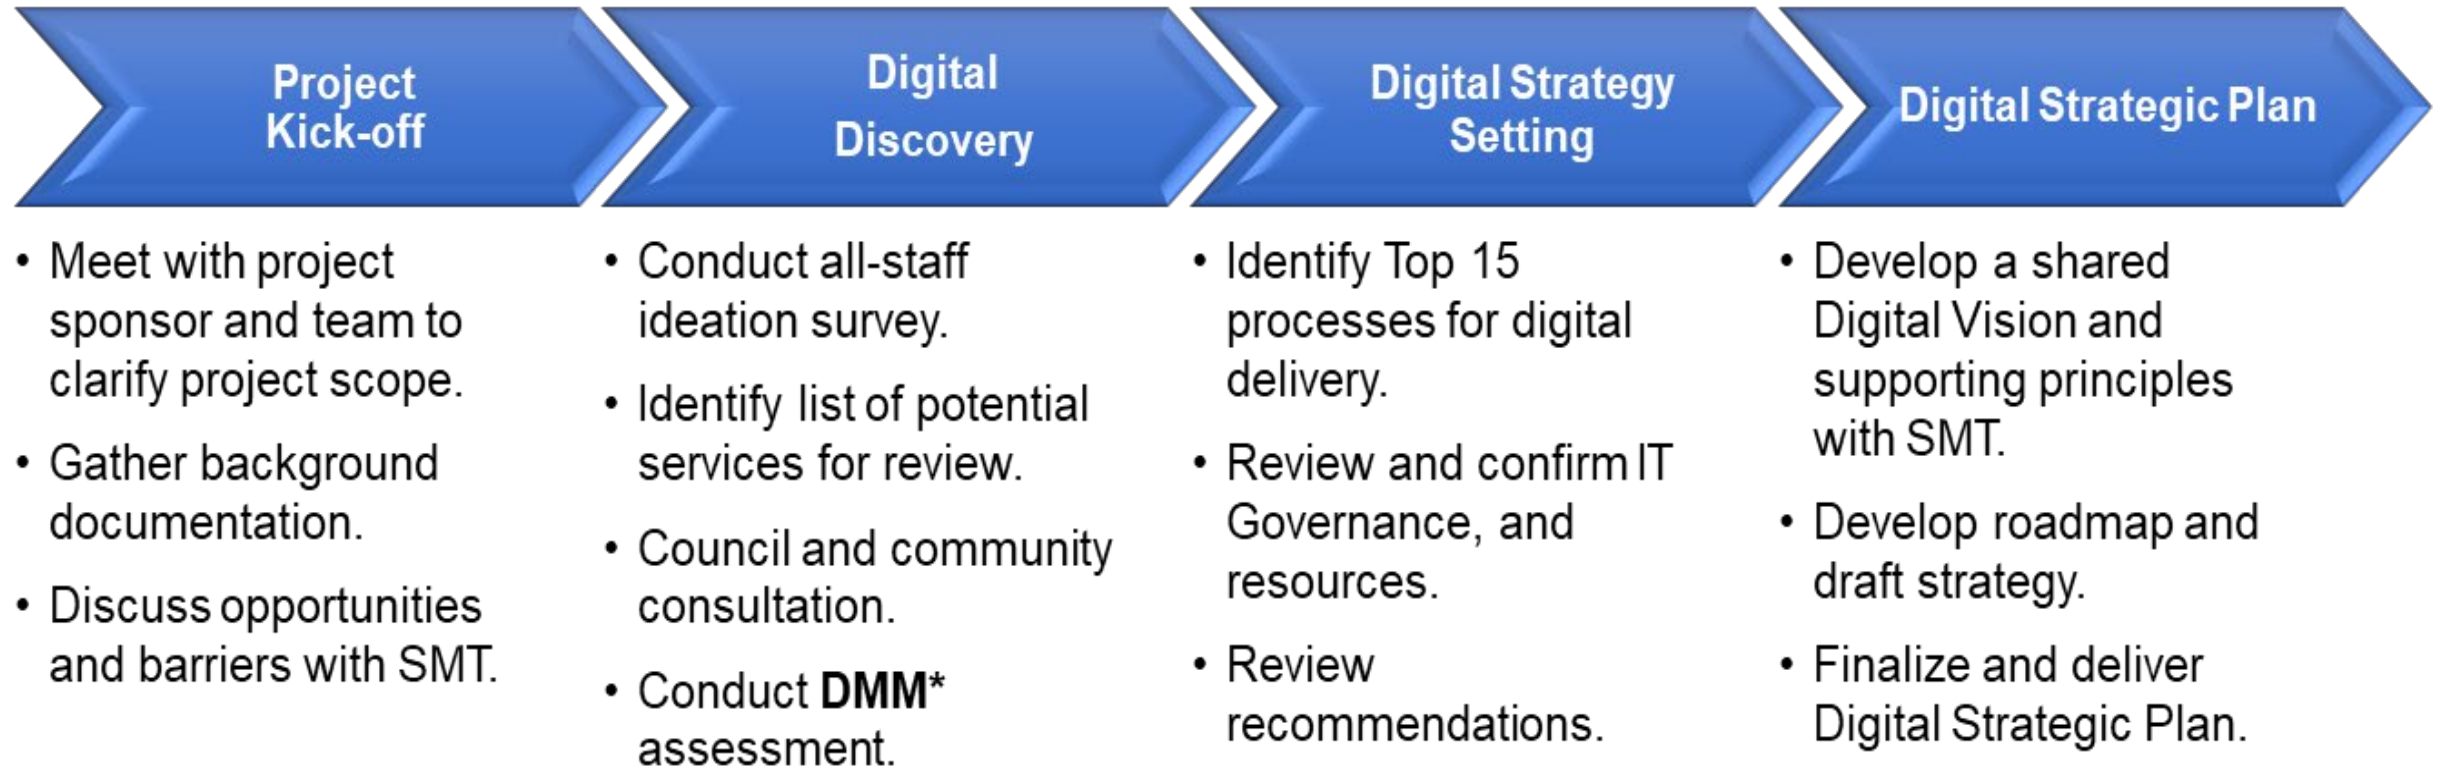 Project
Kick-off
Digital
Discovery
Digital Strategy
Setting
Digital Strategic Plan
• Meet with project
sponsor and team to
clarify project scope.
• Gather background
documentation.
• Discuss opportunities
and barriers with SMT.
• Conduct all-staff
ideation survey.
• Identify list of potential
services for review.
• Council and community
consultation.
• Conduct DMM*
assessment.
• Identify Top 15
processes for digital
delivery.
• Review and confirm IT
Governance, and
resources.
• Review
recommendations.
• Develop a shared
Digital Vision and
supporting principles
with SMT.
• Develop roadmap and
draft strategy.
• Finalize and deliver
Digital Strategic Plan.